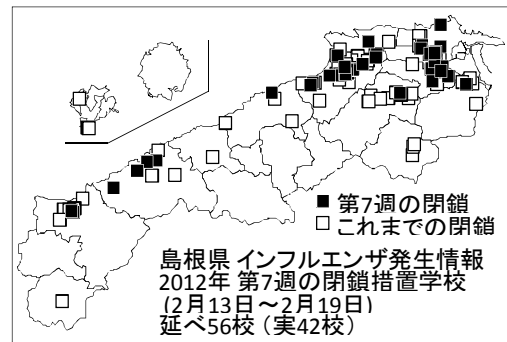 ■ 第7週の閉鎖
□ これまでの閉鎖
島根県 インフルエンザ発生情報
2012年 第7週の閉鎖措置学校
(2月13日～2月19日)
延べ56校（実42校）